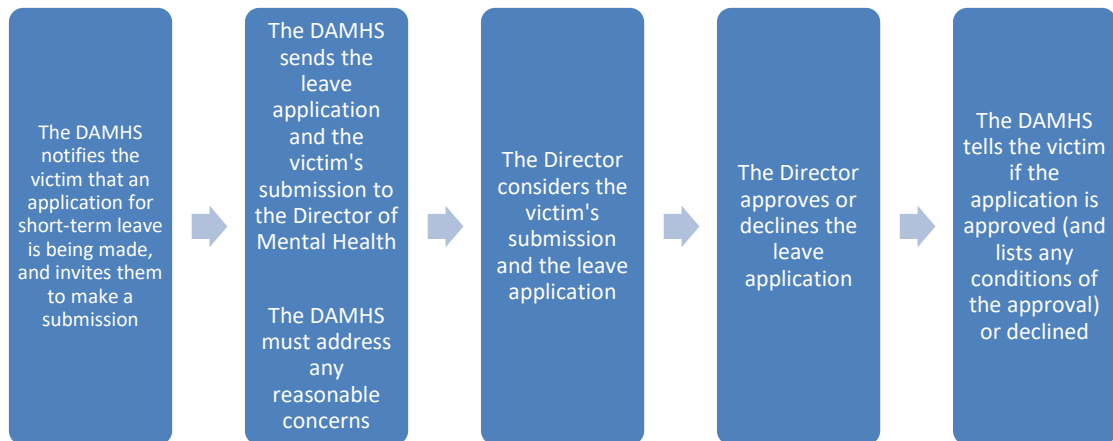 The DAMHS
notifies the
victim that an
application for
short-term leave
is being made,
and invites them
to make a
submission
The DAMHS
sends the
leave
application
and the
victim's
submission to
the Director of
Mental Health
The DAMHS
must address
any
reasonable
concerns
The Director
considers the
victim's
submission
and the leave
application
The Director
approves or
declines the
leave
application
The DAMHS
tells the victim
if the
application is
approved (and
lists any
conditions of
the approval)
or declined